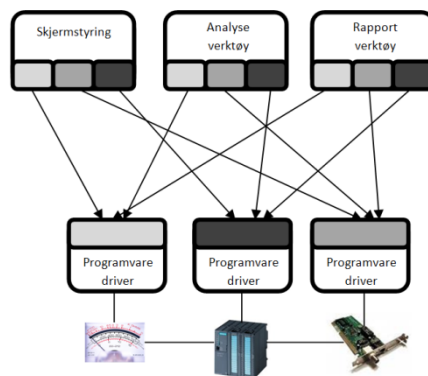 Skjermstyring
Analyse
verktøy
Rapport
verktøy
Programvare
driver
Programvare
driver
Programvare
driver